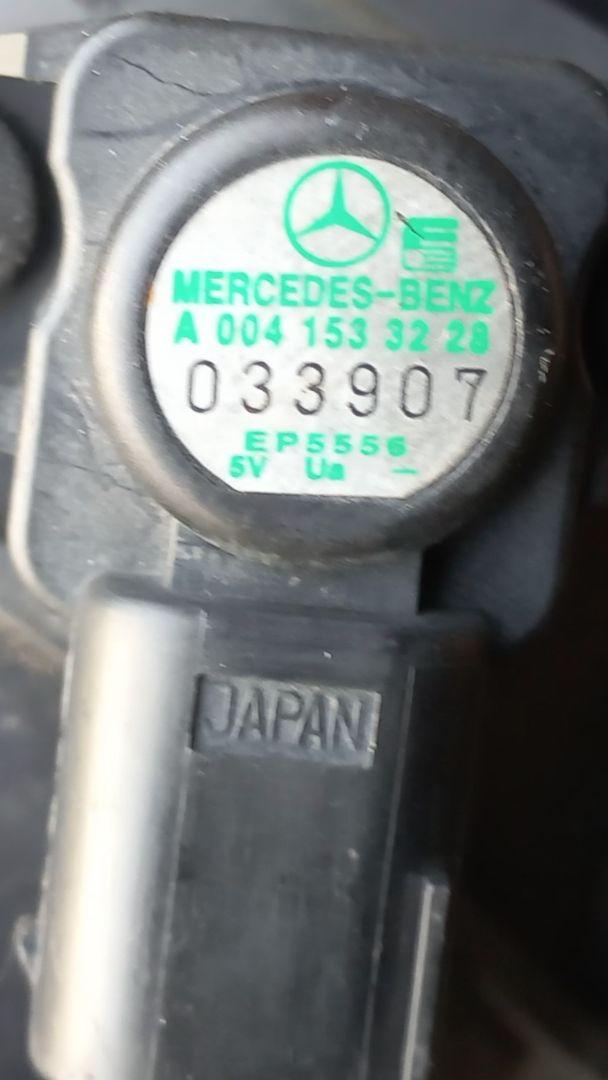 MERCEDES-BENZ
A 004 153 32 28
033907
EP5556
5V Ua –
JAPAN